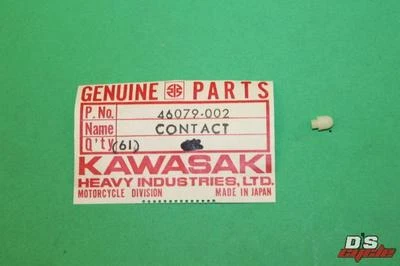 GENUINE PARTS
P. No. 46079-002
Name CONTACT
Q'ty (61)
KAWASAKI
HEAVY INDUSTRIES, LTD.
MOTORCYCLE DIVISION MADE IN JAPAN
D's
cycle